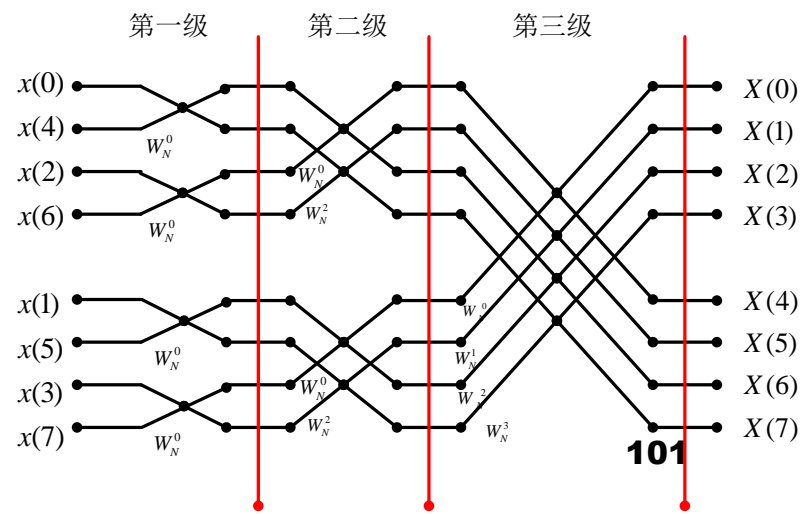 第一级 第二级 第三级
x(0) X(0)
x(4) X(1)
W_N^0
x(2) W_N^0 X(2)
x(6) W_N^2 X(3)
W_N^0
x(1) W_N^0 X(4)
x(5) W_N^0 W_N^1 X(5)
x(3) W_N^0 W_N^2 X(6)
x(7) W_N^0 W_N^2 W_N^3 X(7)
101